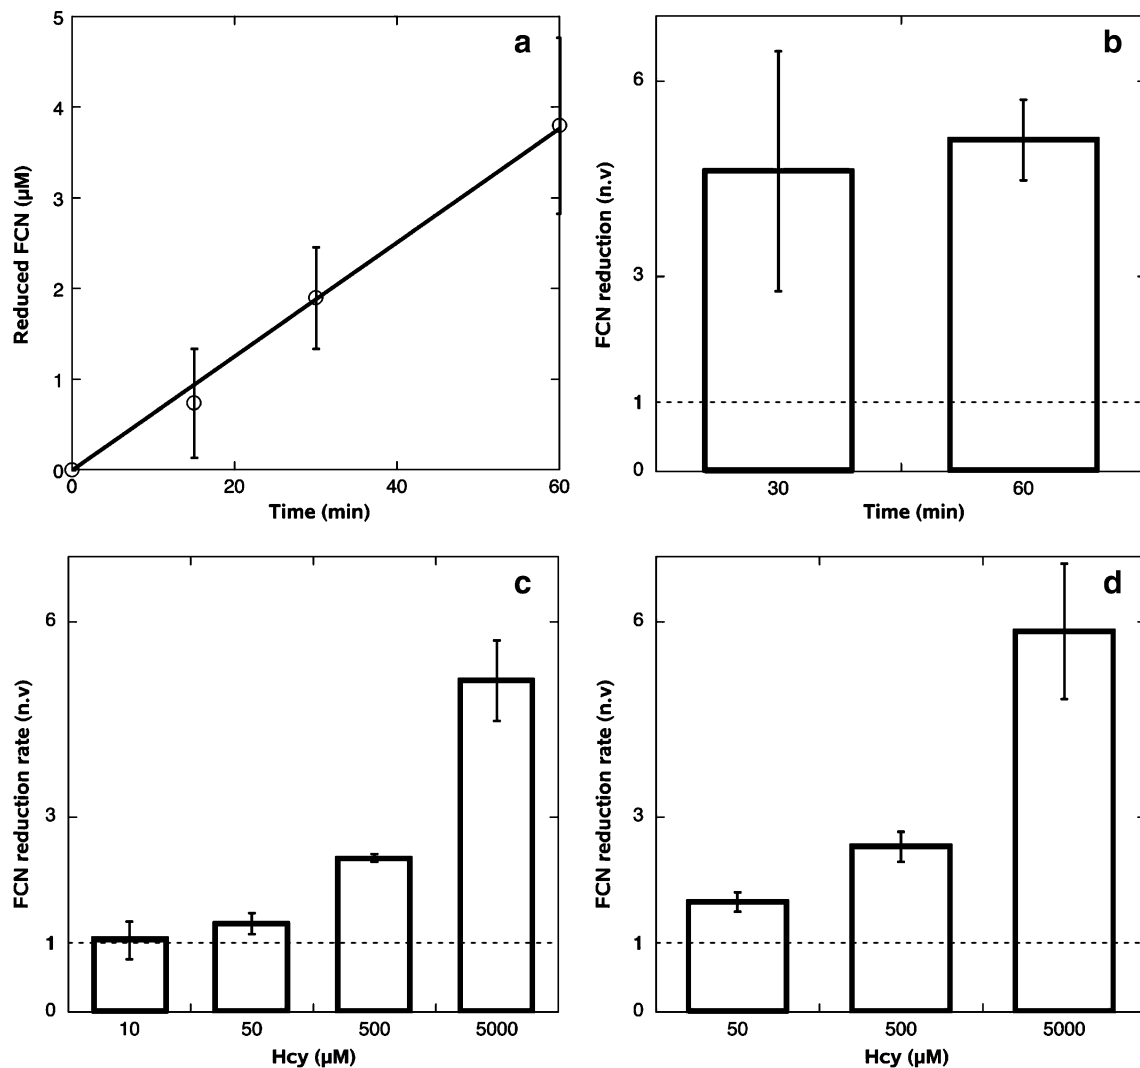 a
5
4
3
2
1
0
Reduced FCN (μM)
0 20 40 60
Time (min)
b
6
3
1
0
FCN reduction (n.v)
30 60
Time (min)
c
6
3
1
0
FCN reduction rate (n.v)
10 50 500 5000
Hcy (μM)
d
6
3
1
0
FCN reduction rate (n.v)
50 500 5000
Hcy (μM)